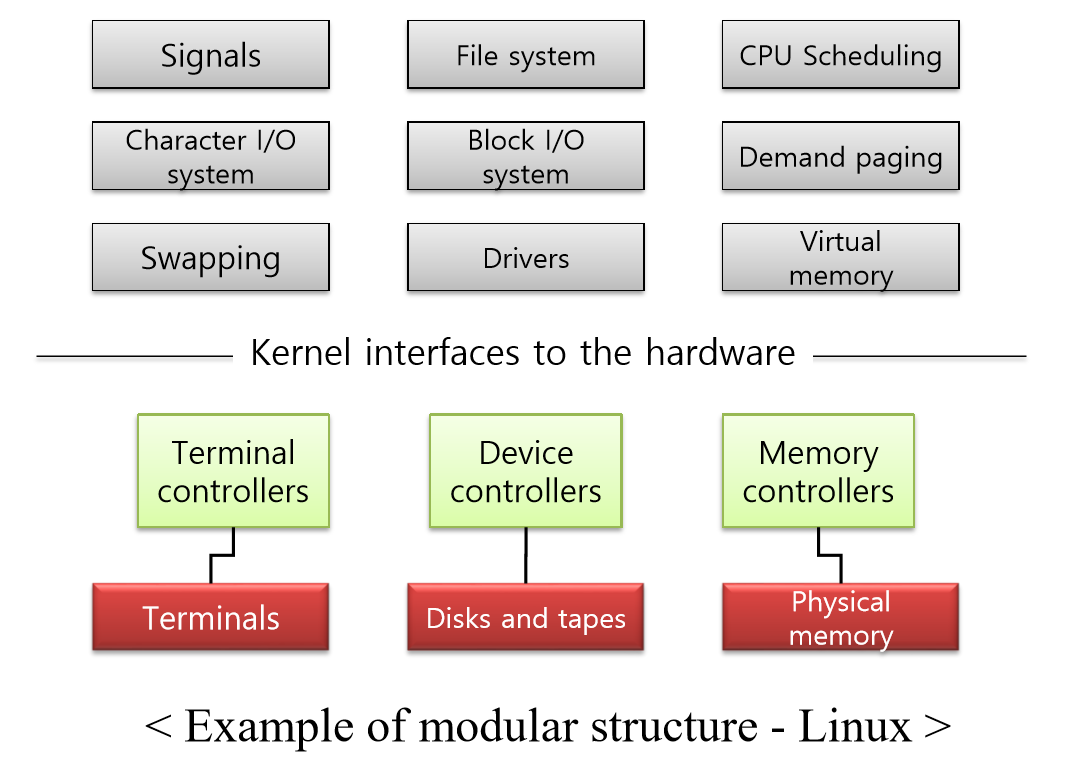 Signals
File system
CPU Scheduling
Character I/O
system
Block I/O
system
Demand paging
Swapping
Drivers
Virtual
memory
Kernel interfaces to the hardware
Terminal
controllers
Device
controllers
Memory
controllers
Terminals
Disks and tapes
Physical
memory
< Example of modular structure - Linux >